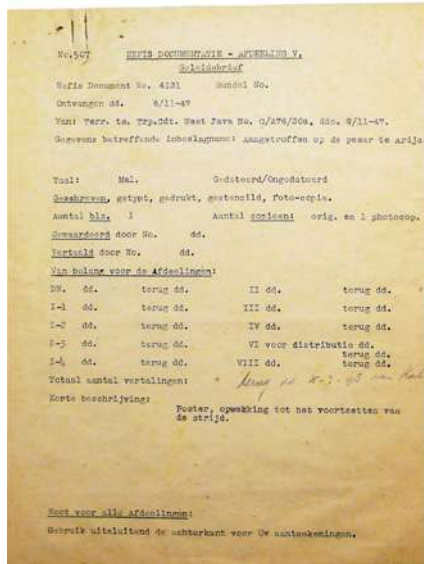 No.507 NEFIS DOCUMENTATIE - AFDEELING V.
Geleidebrief
Nefis Document No. 4231 Bundel No.
Ontvangen dd. 6/11-47
Van: Terr. ts. Trp.Cdt. West Java No. G/276/30a, ddo. 6/11-47.
Gegevens betreffende inbeslagname: Aangetroffen op de pasar te Arija
Taal: Mal. Gedateerd/Ongedateerd
Geschreven, getypt, gedrukt, gestencild, foto-copie.
Aantal blz. 1 Aantal copieën: orig. en 1 photocop.
Gewaardeerd door No. dd.
Vertaald door No. dd.
Van belang voor de Afdeelingen:
DN. dd. terug dd. II dd. terug dd.
I-1 dd. terug dd. III dd. terug dd.
I-2 dd. terug dd. IV dd. terug dd.
I-3 dd. terug dd. VI voor distributie dd.
terug dd.
I-4 dd. terug dd. VIII dd. terug dd.
Totaal aantal vertalingen:
terug dd
Korte beschrijving:
Poster, opwekking tot het voortzetten van
de strijd.
Noot voor alle Afdeelingen:
Gebruik uitsluitend de achterkant voor Uw aanteekeningen.